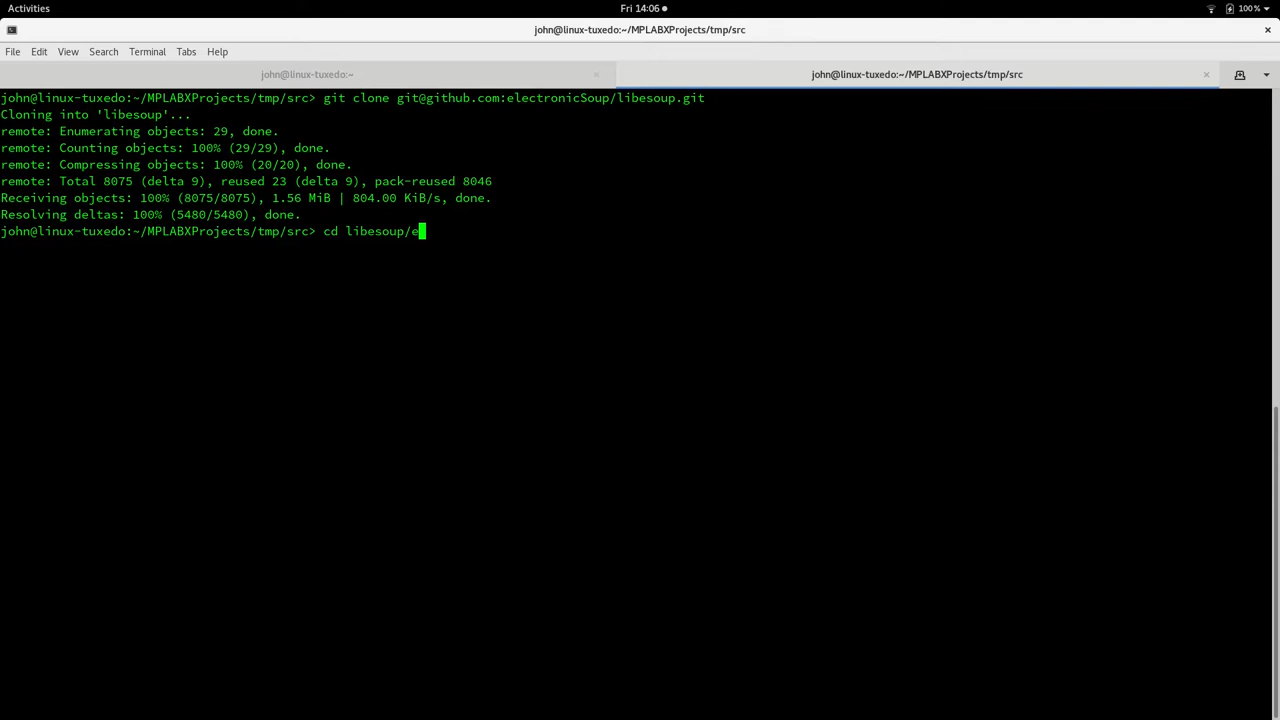 Activities
Fri 14:06
100%
john@linux-tuxedo:~/MPLABXProjects/tmp/src
File Edit View Search Terminal Tabs Help
john@linux-tuxedo:~
john@linux-tuxedo:~/MPLABXProjects/tmp/src
john@linux-tuxedo:~/MPLABXProjects/tmp/src> git clone git@github.com:electronicSoup/libesoup.git
Cloning into 'libesoup'...
remote: Enumerating objects: 29, done.
remote: Counting objects: 100% (29/29), done.
remote: Compressing objects: 100% (20/20), done.
remote: Total 8075 (delta 9), reused 23 (delta 9), pack-reused 8046
Receiving objects: 100% (8075/8075), 1.56 MiB | 804.00 KiB/s, done.
Resolving deltas: 100% (5480/5480), done.
john@linux-tuxedo:~/MPLABXProjects/tmp/src> cd libesoup/e